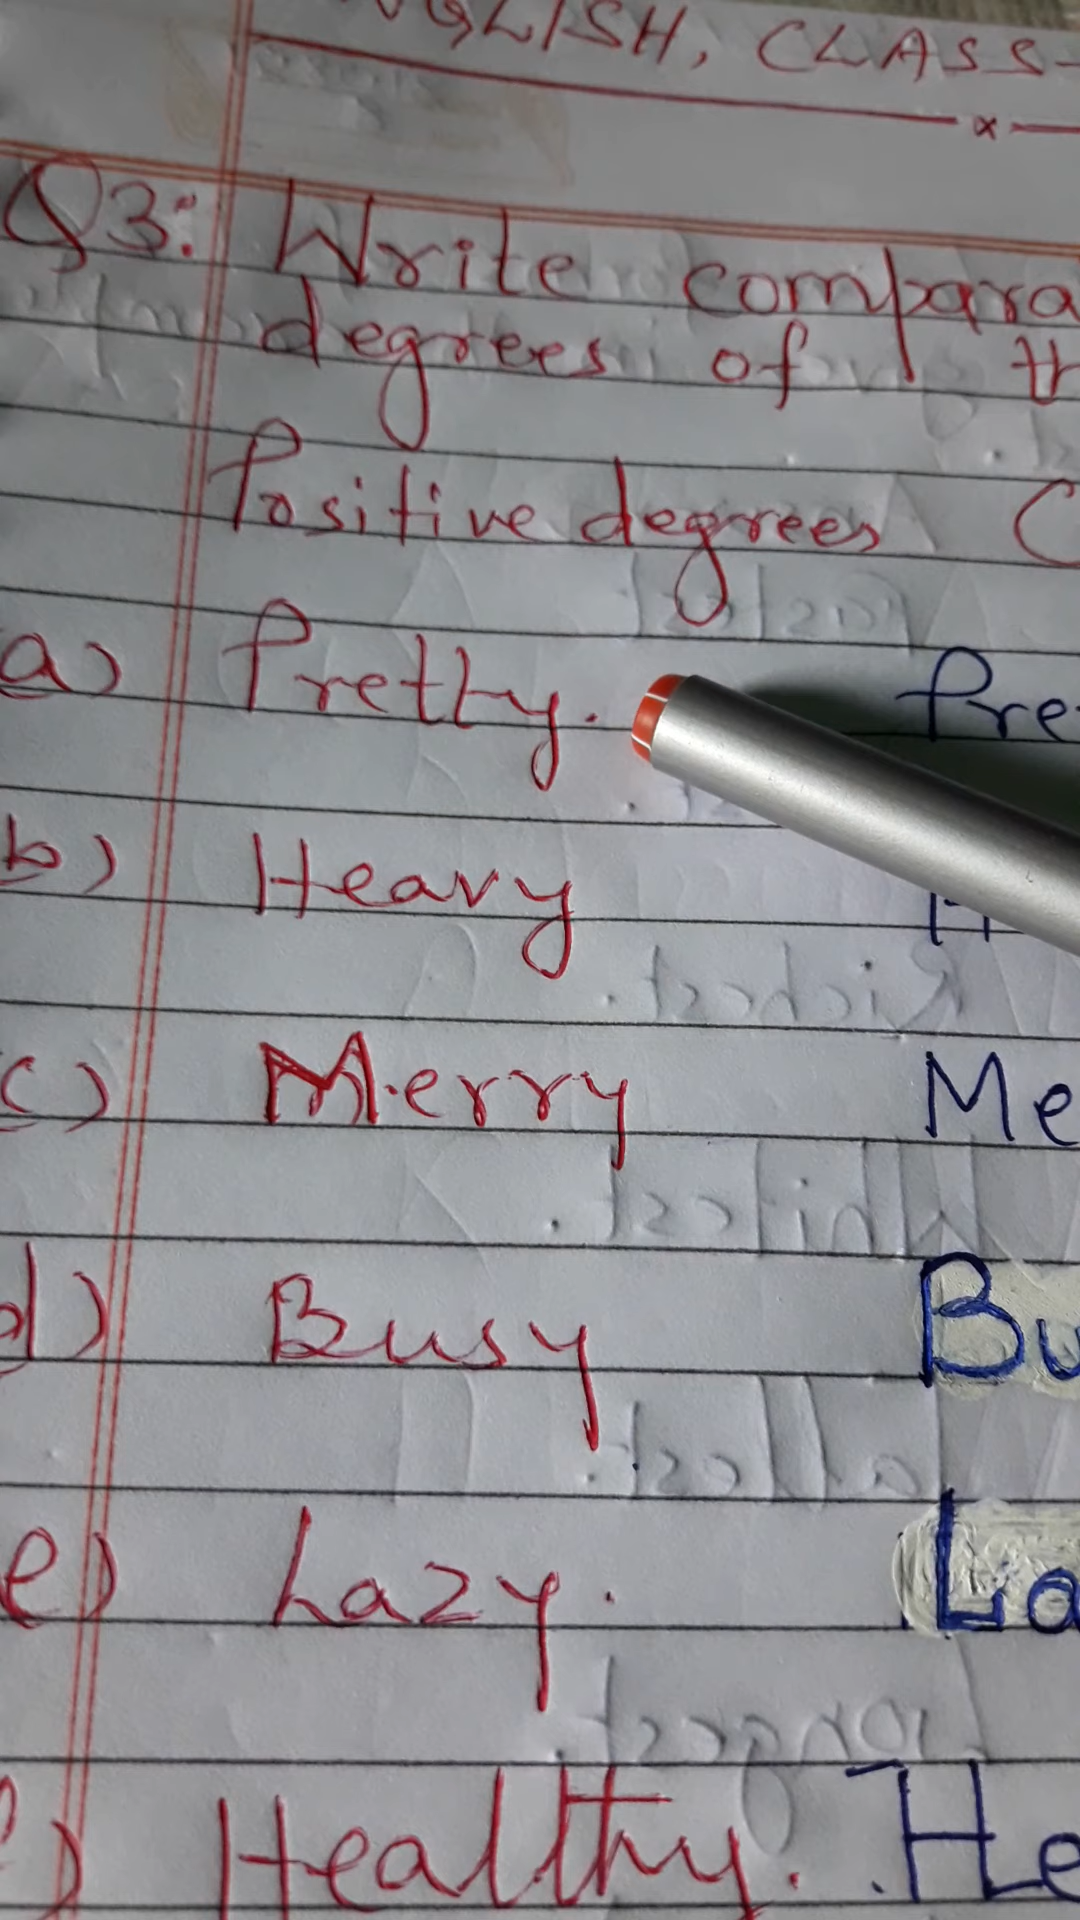 NGLISH, CLASS-
x
Q3: Write compara
degrees of th
Positive degrees C
a) Pretty. Pre
b) Heavy H
c) Merry Me
d) Busy Bu
e) Lazy. La
f) Healthy. He